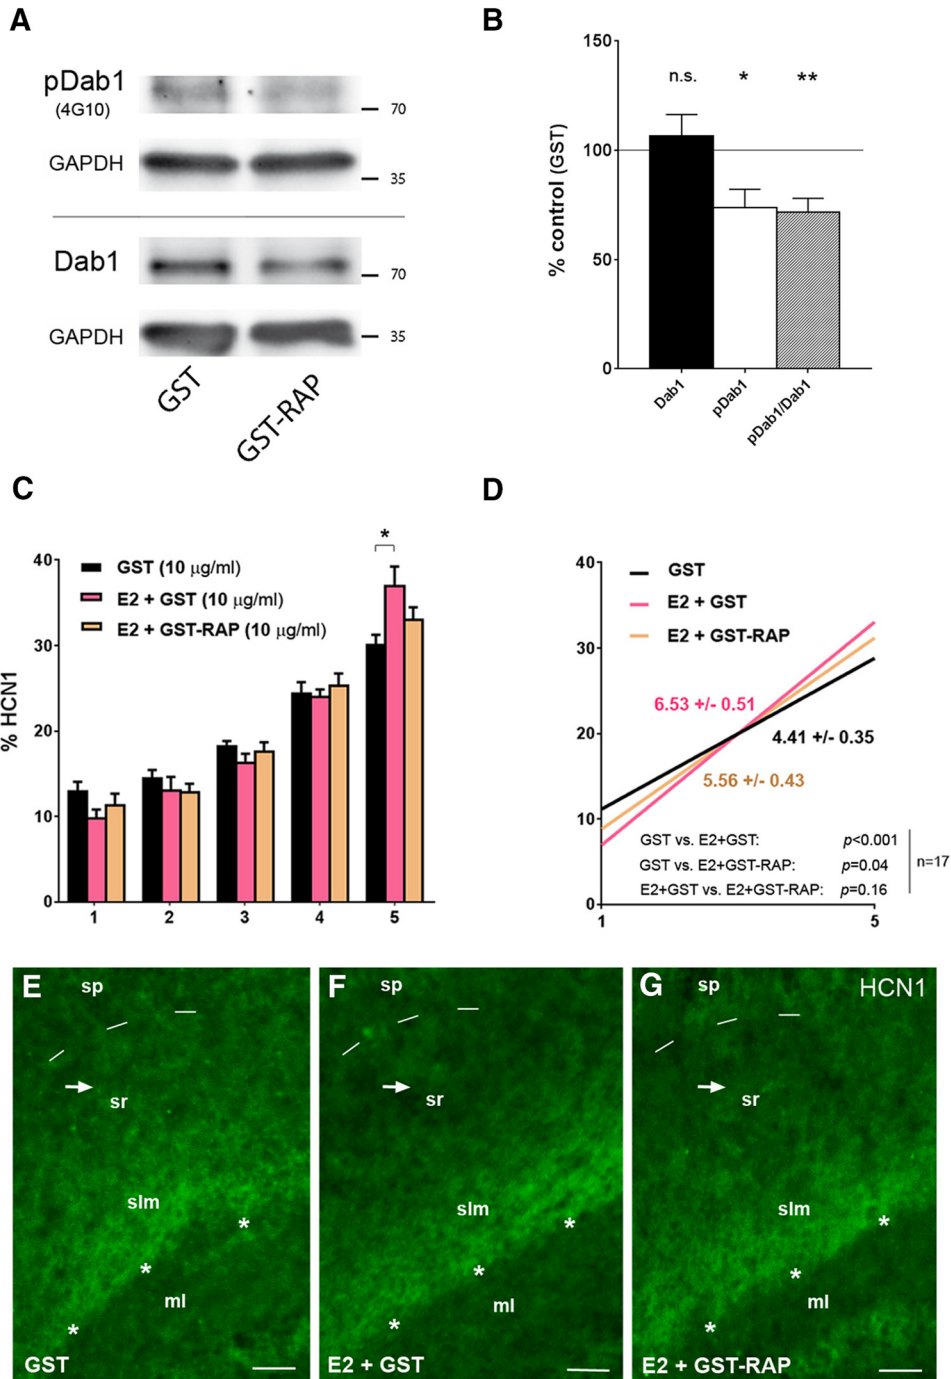 A
pDab1
(4G10)
70
GAPDH
35
Dab1
70
GAPDH
35
GST
GST-RAP
B
150
100
50
0
% control (GST)
n.s.
*
**
Dab1
pDab1
pDab1/Dab1
C
40
30
20
10
0
% HCN1
GST (10 µg/ml)
E2 + GST (10 µg/ml)
E2 + GST-RAP (10 µg/ml)
*
1 2 3 4 5
D
40
30
20
10
0
GST
E2 + GST
E2 + GST-RAP
6.53 +/- 0.51
4.41 +/- 0.35
5.56 +/- 0.43
GST vs. E2+GST: p<0.001
GST vs. E2+GST-RAP: p=0.04
E2+GST vs. E2+GST-RAP: p=0.16
n=17
1 5
E
sp
sr
slm
*
*
ml
*
GST
F
sp
sr
slm
*
*
ml
*
E2 + GST
G
sp
HCN1
sr
slm
*
*
ml
*
E2 + GST-RAP